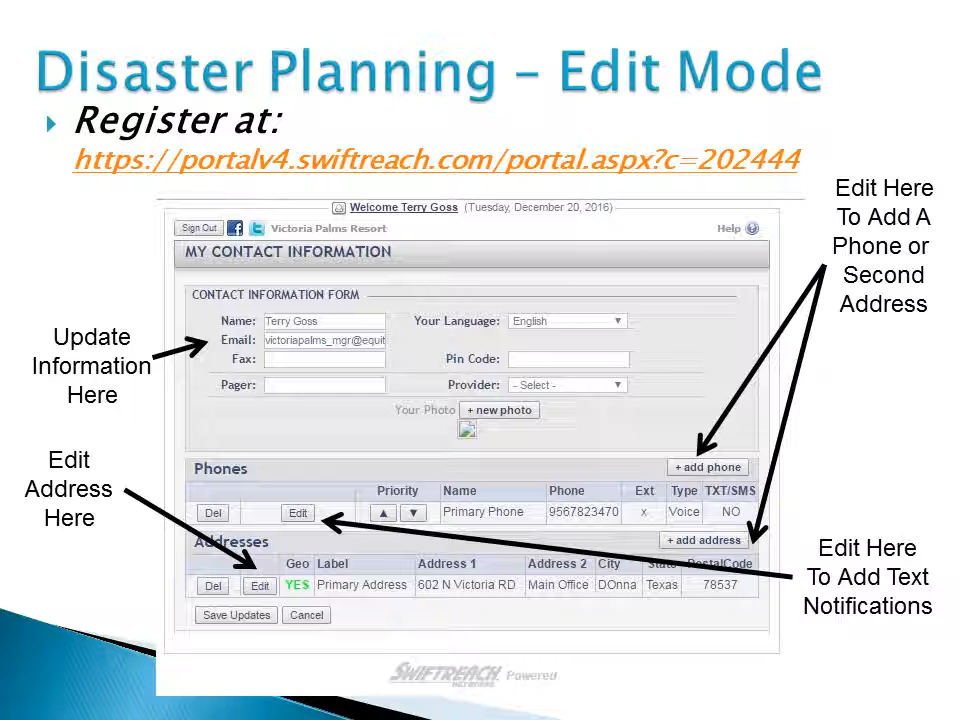 Disaster Planning – Edit Mode
Register at:
https://portalv4.swiftreach.com/portal.aspx?c=202444
Edit Here
To Add A
Phone or
Second
Address
Welcome Terry Goss (Tuesday, December 20, 2016)
Sign Out Victoria Palms Resort Help
MY CONTACT INFORMATION
CONTACT INFORMATION FORM
Name: Terry Goss Your Language: English
Email: victoriapalms_mgr@equit
Fax: Pin Code:
Pager: Provider: - Select -
Your Photo + new photo
Update
Information
Here
Edit
Address
Here
Phones + add phone
Priority Name Phone Ext Type TXT/SMS
Del Edit ▲ ▼ Primary Phone 9567823470 x Voice NO
Addresses + add address
Geo Label Address 1 Address 2 City State PostalCode
Del Edit YES Primary Address 602 N Victoria RD Main Office DOnna Texas 78537
Save Updates Cancel
Edit Here
To Add Text
Notifications
SWIFTREACH Powered
NETWORKS